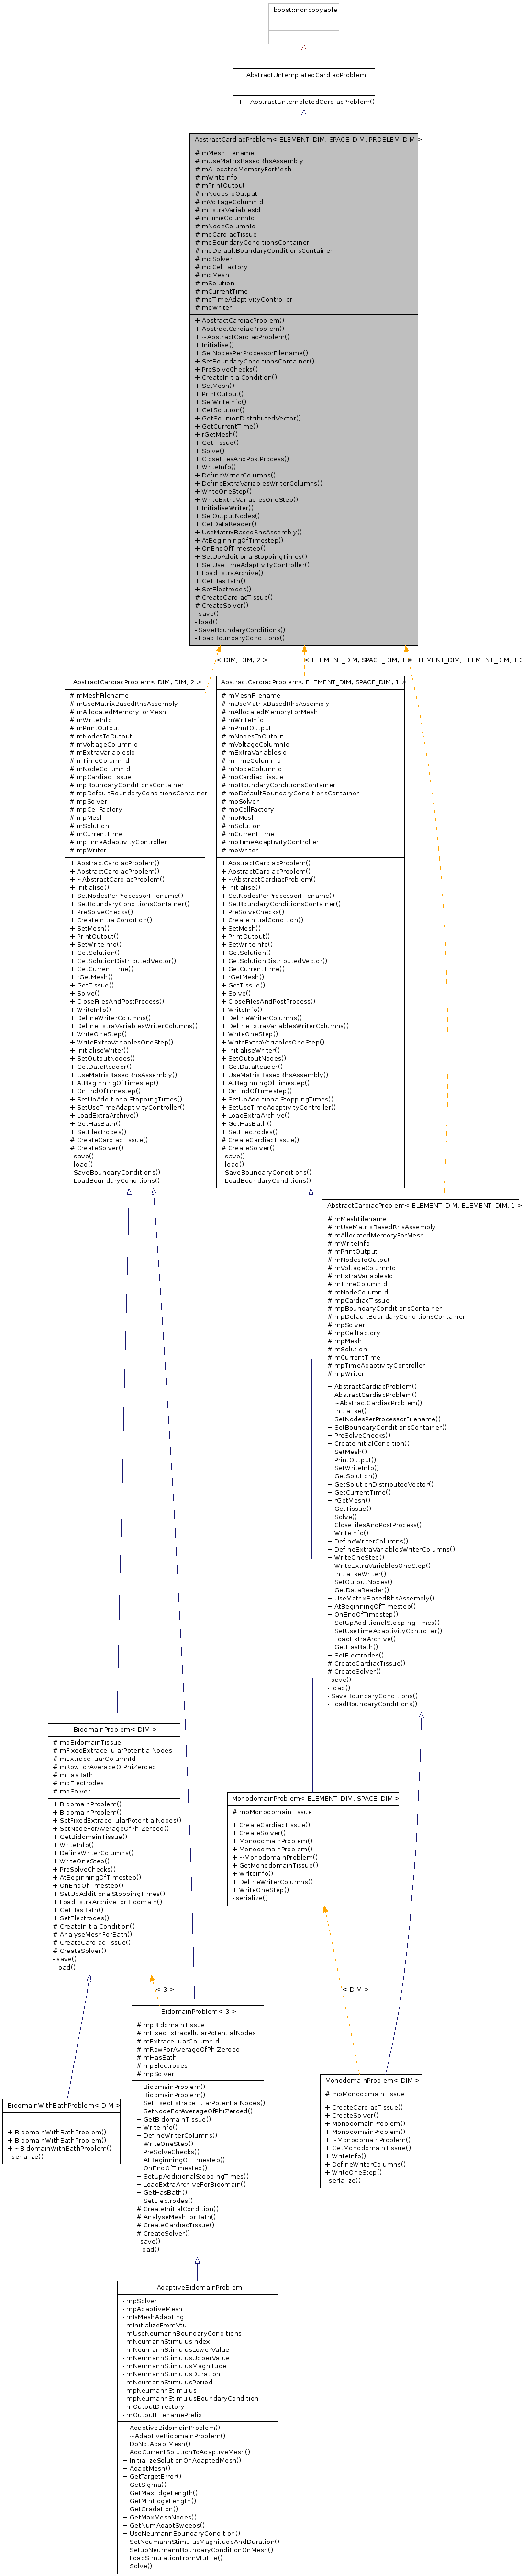 boost::noncopyable
AbstractUntemplatedCardiacProblem
+ ~AbstractUntemplatedCardiacProblem()
AbstractCardiacProblem< ELEMENT_DIM, SPACE_DIM, PROBLEM_DIM >
# mMeshFilename
# mUseMatrixBasedRhsAssembly
# mAllocatedMemoryForMesh
# mWriteInfo
# mPrintOutput
# mNodesToOutput
# mVoltageColumnId
# mExtraVariablesId
# mTimeColumnId
# mNodeColumnId
# mpCardiacTissue
# mpBoundaryConditionsContainer
# mpDefaultBoundaryConditionsContainer
# mpSolver
# mpCellFactory
# mpMesh
# mSolution
# mCurrentTime
# mpTimeAdaptivityController
# mpWriter
+ AbstractCardiacProblem()
+ AbstractCardiacProblem()
+ ~AbstractCardiacProblem()
+ Initialise()
+ SetNodesPerProcessorFilename()
+ SetBoundaryConditionsContainer()
+ PreSolveChecks()
+ CreateInitialCondition()
+ SetMesh()
+ PrintOutput()
+ SetWriteInfo()
+ GetSolution()
+ GetSolutionDistributedVector()
+ GetCurrentTime()
+ rGetMesh()
+ GetTissue()
+ Solve()
+ CloseFilesAndPostProcess()
+ WriteInfo()
+ DefineWriterColumns()
+ DefineExtraVariablesWriterColumns()
+ WriteOneStep()
+ WriteExtraVariablesOneStep()
+ InitialiseWriter()
+ SetOutputNodes()
+ GetDataReader()
+ UseMatrixBasedRhsAssembly()
+ AtBeginningOfTimestep()
+ OnEndOfTimestep()
+ SetUpAdditionalStoppingTimes()
+ SetUseTimeAdaptivityController()
+ LoadExtraArchive()
+ GetHasBath()
+ SetElectrodes()
# CreateCardiacTissue()
# CreateSolver()
- save()
- load()
- SaveBoundaryConditions()
- LoadBoundaryConditions()
< DIM, DIM, 2 >
< ELEMENT_DIM, SPACE_DIM, 1 >
< ELEMENT_DIM, ELEMENT_DIM, 1 >
AbstractCardiacProblem< DIM, DIM, 2 >
# mMeshFilename
# mUseMatrixBasedRhsAssembly
# mAllocatedMemoryForMesh
# mWriteInfo
# mPrintOutput
# mNodesToOutput
# mVoltageColumnId
# mExtraVariablesId
# mTimeColumnId
# mNodeColumnId
# mpCardiacTissue
# mpBoundaryConditionsContainer
# mpDefaultBoundaryConditionsContainer
# mpSolver
# mpCellFactory
# mpMesh
# mSolution
# mCurrentTime
# mpTimeAdaptivityController
# mpWriter
+ AbstractCardiacProblem()
+ AbstractCardiacProblem()
+ ~AbstractCardiacProblem()
+ Initialise()
+ SetNodesPerProcessorFilename()
+ SetBoundaryConditionsContainer()
+ PreSolveChecks()
+ CreateInitialCondition()
+ SetMesh()
+ PrintOutput()
+ SetWriteInfo()
+ GetSolution()
+ GetSolutionDistributedVector()
+ GetCurrentTime()
+ rGetMesh()
+ GetTissue()
+ Solve()
+ CloseFilesAndPostProcess()
+ WriteInfo()
+ DefineWriterColumns()
+ DefineExtraVariablesWriterColumns()
+ WriteOneStep()
+ WriteExtraVariablesOneStep()
+ InitialiseWriter()
+ SetOutputNodes()
+ GetDataReader()
+ UseMatrixBasedRhsAssembly()
+ AtBeginningOfTimestep()
+ OnEndOfTimestep()
+ SetUpAdditionalStoppingTimes()
+ SetUseTimeAdaptivityController()
+ LoadExtraArchive()
+ GetHasBath()
+ SetElectrodes()
# CreateCardiacTissue()
# CreateSolver()
- save()
- load()
- SaveBoundaryConditions()
- LoadBoundaryConditions()
AbstractCardiacProblem< ELEMENT_DIM, SPACE_DIM, 1 >
# mMeshFilename
# mUseMatrixBasedRhsAssembly
# mAllocatedMemoryForMesh
# mWriteInfo
# mPrintOutput
# mNodesToOutput
# mVoltageColumnId
# mExtraVariablesId
# mTimeColumnId
# mNodeColumnId
# mpCardiacTissue
# mpBoundaryConditionsContainer
# mpDefaultBoundaryConditionsContainer
# mpSolver
# mpCellFactory
# mpMesh
# mSolution
# mCurrentTime
# mpTimeAdaptivityController
# mpWriter
+ AbstractCardiacProblem()
+ AbstractCardiacProblem()
+ ~AbstractCardiacProblem()
+ Initialise()
+ SetNodesPerProcessorFilename()
+ SetBoundaryConditionsContainer()
+ PreSolveChecks()
+ CreateInitialCondition()
+ SetMesh()
+ PrintOutput()
+ SetWriteInfo()
+ GetSolution()
+ GetSolutionDistributedVector()
+ GetCurrentTime()
+ rGetMesh()
+ GetTissue()
+ Solve()
+ CloseFilesAndPostProcess()
+ WriteInfo()
+ DefineWriterColumns()
+ DefineExtraVariablesWriterColumns()
+ WriteOneStep()
+ WriteExtraVariablesOneStep()
+ InitialiseWriter()
+ SetOutputNodes()
+ GetDataReader()
+ UseMatrixBasedRhsAssembly()
+ AtBeginningOfTimestep()
+ OnEndOfTimestep()
+ SetUpAdditionalStoppingTimes()
+ SetUseTimeAdaptivityController()
+ LoadExtraArchive()
+ GetHasBath()
+ SetElectrodes()
# CreateCardiacTissue()
# CreateSolver()
- save()
- load()
- SaveBoundaryConditions()
- LoadBoundaryConditions()
AbstractCardiacProblem< ELEMENT_DIM, ELEMENT_DIM, 1 >
# mMeshFilename
# mUseMatrixBasedRhsAssembly
# mAllocatedMemoryForMesh
# mWriteInfo
# mPrintOutput
# mNodesToOutput
# mVoltageColumnId
# mExtraVariablesId
# mTimeColumnId
# mNodeColumnId
# mpCardiacTissue
# mpBoundaryConditionsContainer
# mpDefaultBoundaryConditionsContainer
# mpSolver
# mpCellFactory
# mpMesh
# mSolution
# mCurrentTime
# mpTimeAdaptivityController
# mpWriter
+ AbstractCardiacProblem()
+ AbstractCardiacProblem()
+ ~AbstractCardiacProblem()
+ Initialise()
+ SetNodesPerProcessorFilename()
+ SetBoundaryConditionsContainer()
+ PreSolveChecks()
+ CreateInitialCondition()
+ SetMesh()
+ PrintOutput()
+ SetWriteInfo()
+ GetSolution()
+ GetSolutionDistributedVector()
+ GetCurrentTime()
+ rGetMesh()
+ GetTissue()
+ Solve()
+ CloseFilesAndPostProcess()
+ WriteInfo()
+ DefineWriterColumns()
+ DefineExtraVariablesWriterColumns()
+ WriteOneStep()
+ WriteExtraVariablesOneStep()
+ InitialiseWriter()
+ SetOutputNodes()
+ GetDataReader()
+ UseMatrixBasedRhsAssembly()
+ AtBeginningOfTimestep()
+ OnEndOfTimestep()
+ SetUpAdditionalStoppingTimes()
+ SetUseTimeAdaptivityController()
+ LoadExtraArchive()
+ GetHasBath()
+ SetElectrodes()
# CreateCardiacTissue()
# CreateSolver()
- save()
- load()
- SaveBoundaryConditions()
- LoadBoundaryConditions()
BidomainProblem< DIM >
# mpBidomainTissue
# mFixedExtracellularPotentialNodes
# mExtracelluarColumnId
# mRowForAverageOfPhiZeroed
# mHasBath
# mpElectrodes
# mpSolver
+ BidomainProblem()
+ BidomainProblem()
+ SetFixedExtracellularPotentialNodes()
+ SetNodeForAverageOfPhiZeroed()
+ GetBidomainTissue()
+ WriteInfo()
+ DefineWriterColumns()
+ WriteOneStep()
+ PreSolveChecks()
+ AtBeginningOfTimestep()
+ OnEndOfTimestep()
+ SetUpAdditionalStoppingTimes()
+ LoadExtraArchiveForBidomain()
+ GetHasBath()
+ SetElectrodes()
# CreateInitialCondition()
# AnalyseMeshForBath()
# CreateCardiacTissue()
# CreateSolver()
- save()
- load()
MonodomainProblem< ELEMENT_DIM, SPACE_DIM >
# mpMonodomainTissue
+ CreateCardiacTissue()
+ CreateSolver()
+ MonodomainProblem()
+ MonodomainProblem()
+ ~MonodomainProblem()
+ GetMonodomainTissue()
+ WriteInfo()
+ DefineWriterColumns()
+ WriteOneStep()
- serialize()
< 3 >
< DIM >
BidomainWithBathProblem< DIM >
+ BidomainWithBathProblem()
+ BidomainWithBathProblem()
+ ~BidomainWithBathProblem()
- serialize()
BidomainProblem< 3 >
# mpBidomainTissue
# mFixedExtracellularPotentialNodes
# mExtracelluarColumnId
# mRowForAverageOfPhiZeroed
# mHasBath
# mpElectrodes
# mpSolver
+ BidomainProblem()
+ BidomainProblem()
+ SetFixedExtracellularPotentialNodes()
+ SetNodeForAverageOfPhiZeroed()
+ GetBidomainTissue()
+ WriteInfo()
+ DefineWriterColumns()
+ WriteOneStep()
+ PreSolveChecks()
+ AtBeginningOfTimestep()
+ OnEndOfTimestep()
+ SetUpAdditionalStoppingTimes()
+ LoadExtraArchiveForBidomain()
+ GetHasBath()
+ SetElectrodes()
# CreateInitialCondition()
# AnalyseMeshForBath()
# CreateCardiacTissue()
# CreateSolver()
- save()
- load()
MonodomainProblem< DIM >
# mpMonodomainTissue
+ CreateCardiacTissue()
+ CreateSolver()
+ MonodomainProblem()
+ MonodomainProblem()
+ ~MonodomainProblem()
+ GetMonodomainTissue()
+ WriteInfo()
+ DefineWriterColumns()
+ WriteOneStep()
- serialize()
AdaptiveBidomainProblem
- mpSolver
- mpAdaptiveMesh
- mIsMeshAdapting
- mInitializeFromVtu
- mUseNeumannBoundaryConditions
- mNeumannStimulusIndex
- mNeumannStimulusLowerValue
- mNeumannStimulusUpperValue
- mNeumannStimulusMagnitude
- mNeumannStimulusDuration
- mNeumannStimulusPeriod
- mpNeumannStimulus
- mpNeumannStimulusBoundaryCondition
- mOutputDirectory
- mOutputFilenamePrefix
+ AdaptiveBidomainProblem()
+ ~AdaptiveBidomainProblem()
+ DoNotAdaptMesh()
+ AddCurrentSolutionToAdaptiveMesh()
+ InitializeSolutionOnAdaptedMesh()
+ AdaptMesh()
+ GetTargetError()
+ GetSigma()
+ GetMaxEdgeLength()
+ GetMinEdgeLength()
+ GetGradation()
+ GetMaxMeshNodes()
+ GetNumAdaptSweeps()
+ UseNeumannBoundaryCondition()
+ SetNeumannStimulusMagnitudeAndDuration()
+ SetupNeumannBoundaryConditionOnMesh()
+ LoadSimulationFromVtuFile()
+ Solve()